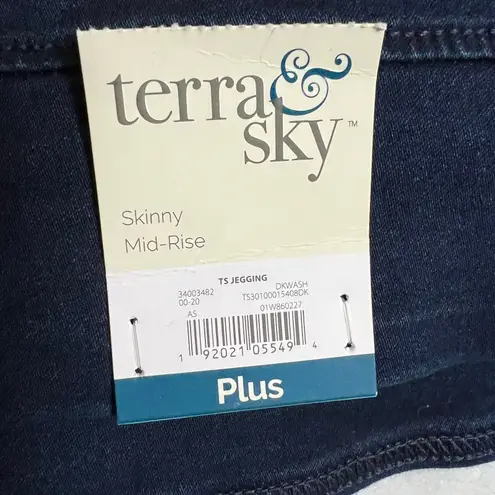 terra &
sky™
Skinny
Mid-Rise
TS JEGGING
34003482 DKWASH
00-20 TS30100015408DK
AS 01W860227
1 92021 05549 4
Plus